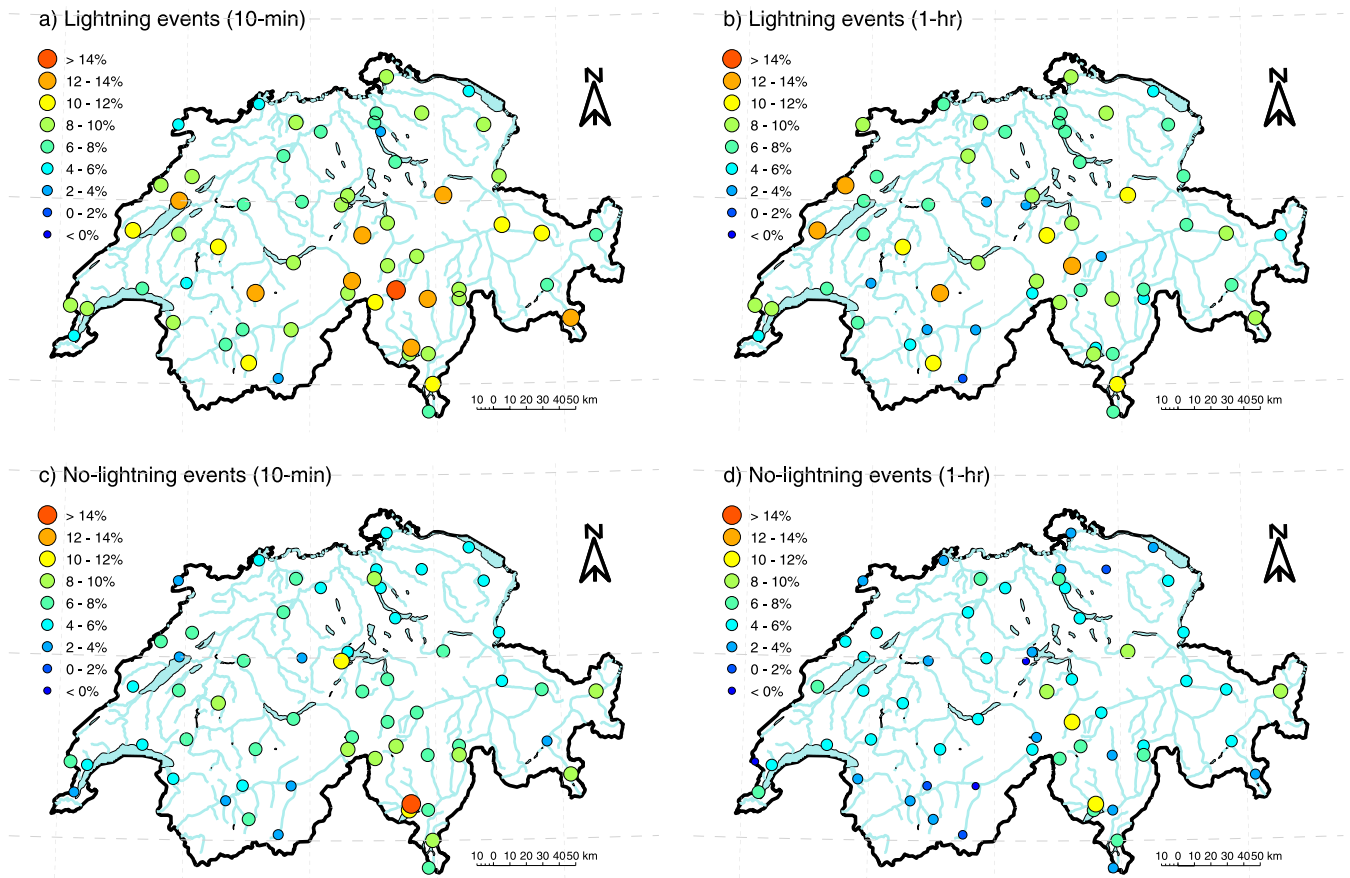 a) Lightning events (10-min)
> 14%
12 - 14%
10 - 12%
8 - 10%
6 - 8%
4 - 6%
2 - 4%
0 - 2%
< 0%
N
10 0 10 20 30 4050 km
b) Lightning events (1-hr)
> 14%
12 - 14%
10 - 12%
8 - 10%
6 - 8%
4 - 6%
2 - 4%
0 - 2%
< 0%
N
10 0 10 20 30 4050 km
c) No-lightning events (10-min)
> 14%
12 - 14%
10 - 12%
8 - 10%
6 - 8%
4 - 6%
2 - 4%
0 - 2%
< 0%
N
10 0 10 20 30 4050 km
d) No-lightning events (1-hr)
> 14%
12 - 14%
10 - 12%
8 - 10%
6 - 8%
4 - 6%
2 - 4%
0 - 2%
< 0%
N
10 0 10 20 30 4050 km